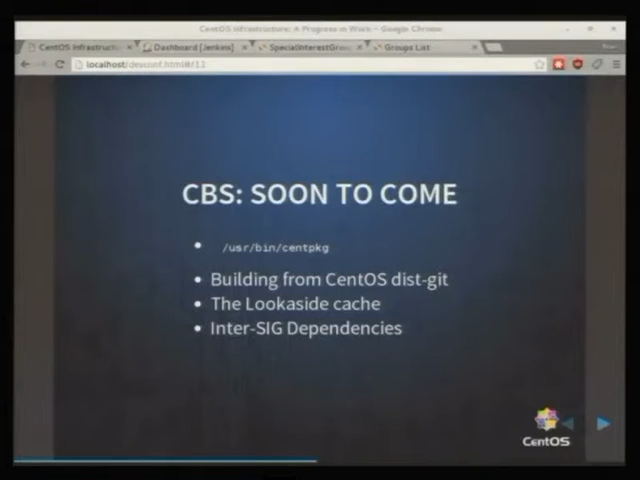 CentOS Infrastructure: A Progress in Work - Google Chrome
CentOS Infrastructu
Dashboard [Jenkins]
SpecialInterestGrou
Groups List
localhost/devconf.html#/11
CBS: SOON TO COME
/usr/bin/centpkg
Building from CentOS dist-git
The Lookaside cache
Inter-SIG Dependencies
CentOS